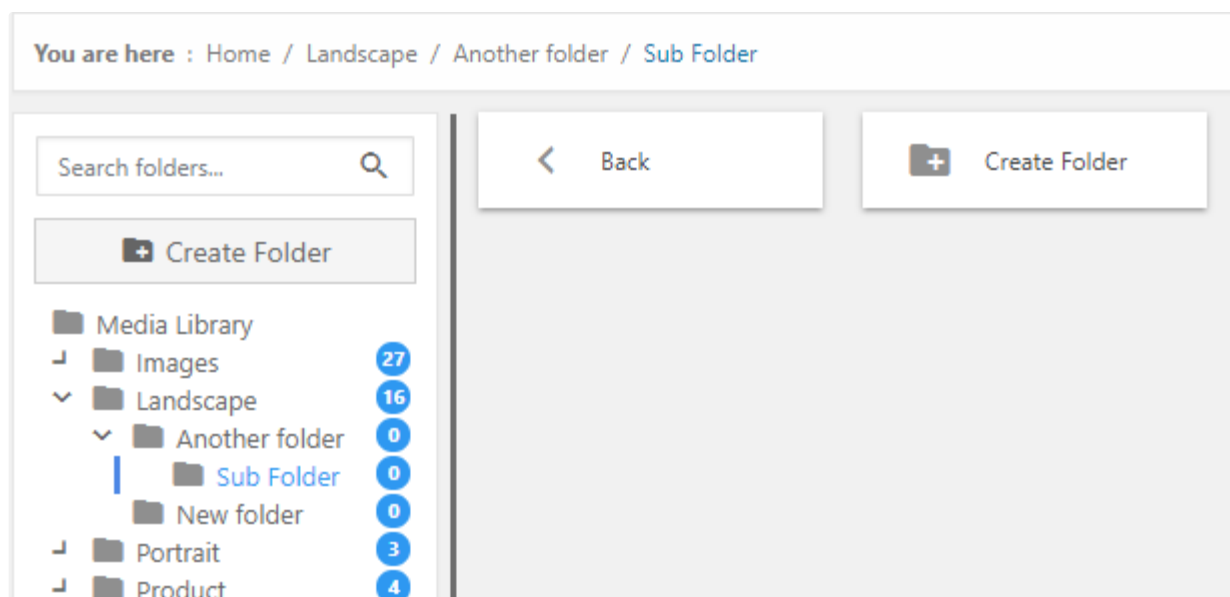 You are here : Home / Landscape / Another folder / Sub Folder
Search folders...
Create Folder
Media Library
Images 27
Landscape 16
Another folder 0
Sub Folder 0
New folder 0
Portrait 3
Product 4
Back
Create Folder